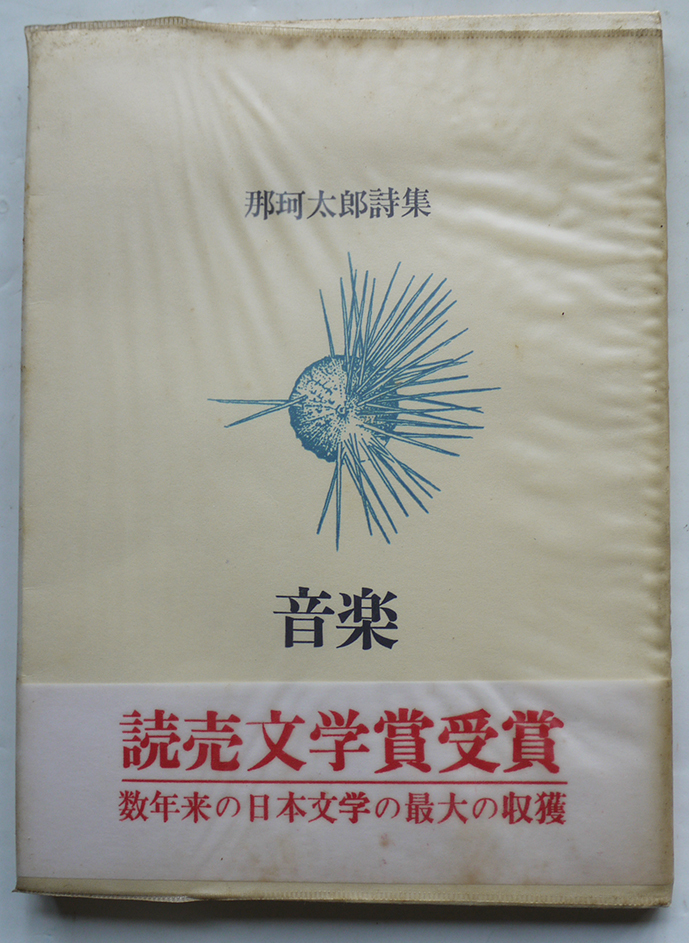 那珂太郎詩集
音楽
読売文学賞受賞
数年来の日本文学の最大の収獲